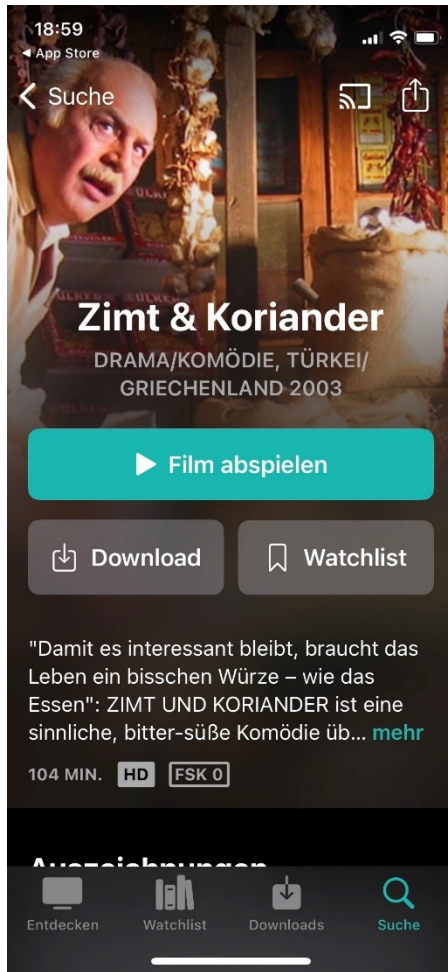 18:59
App Store
Suche
Zimt & Koriander
DRAMA/KOMÖDIE, TÜRKEI/
GRIECHENLAND 2003
Film abspielen
Download
Watchlist
"Damit es interessant bleibt, braucht das
Leben ein bisschen Würze – wie das
Essen": ZIMT UND KORIANDER ist eine
sinnliche, bitter-süße Komödie üb... mehr
104 MIN. HD FSK 0
Auszeichnungen
Entdecken
Watchlist
Downloads
Suche